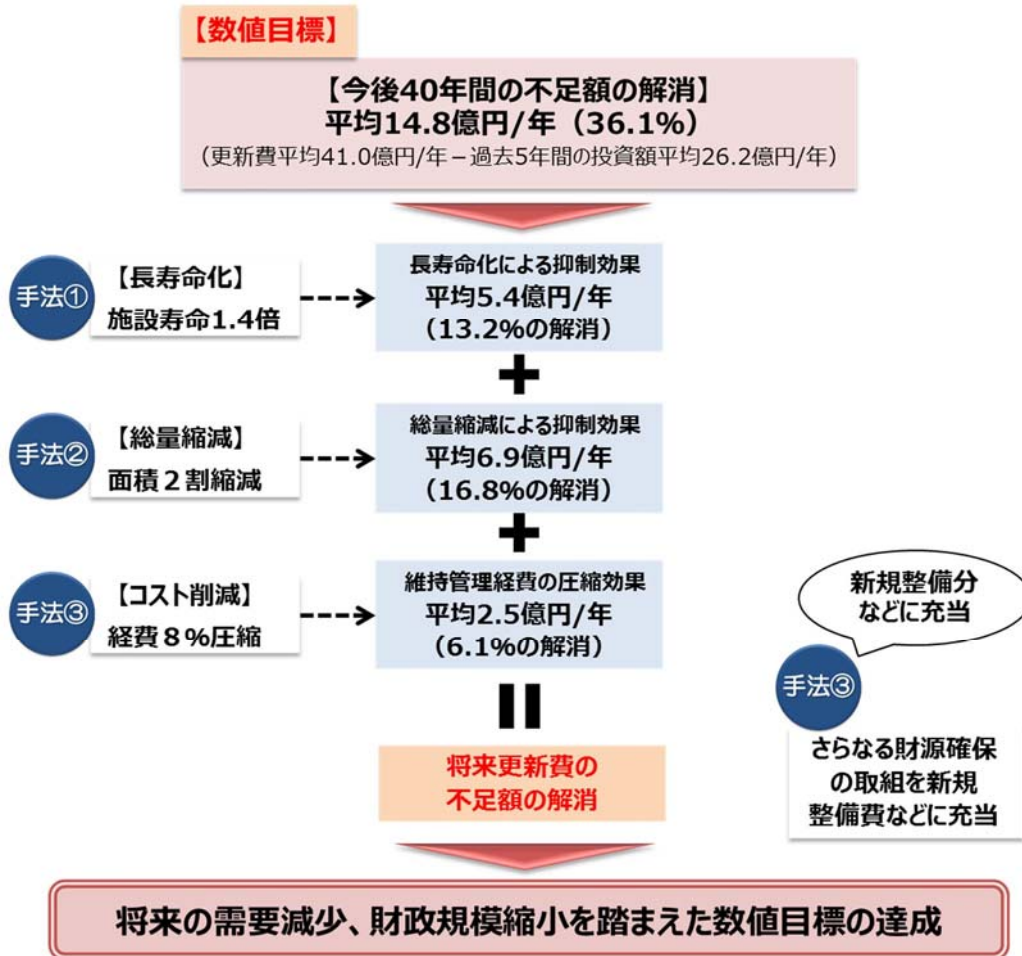 【数値目標】
【今後40年間の不足額の解消】
平均14.8億円/年（36.1%）
（更新費平均41.0億円/年－過去5年間の投資額平均26.2億円/年）
手法①
【長寿命化】
施設寿命1.4倍
長寿命化による抑制効果
平均5.4億円/年
（13.2%の解消）
+
手法②
【総量縮減】
面積２割縮減
総量縮減による抑制効果
平均6.9億円/年
（16.8%の解消）
+
手法③
【コスト削減】
経費８%圧縮
維持管理経費の圧縮効果
平均2.5億円/年
（6.1%の解消）
新規整備分
などに充当
手法③
さらなる財源確保
の取組を新規
整備費などに充当
将来更新費の
不足額の解消
将来の需要減少、財政規模縮小を踏まえた数値目標の達成